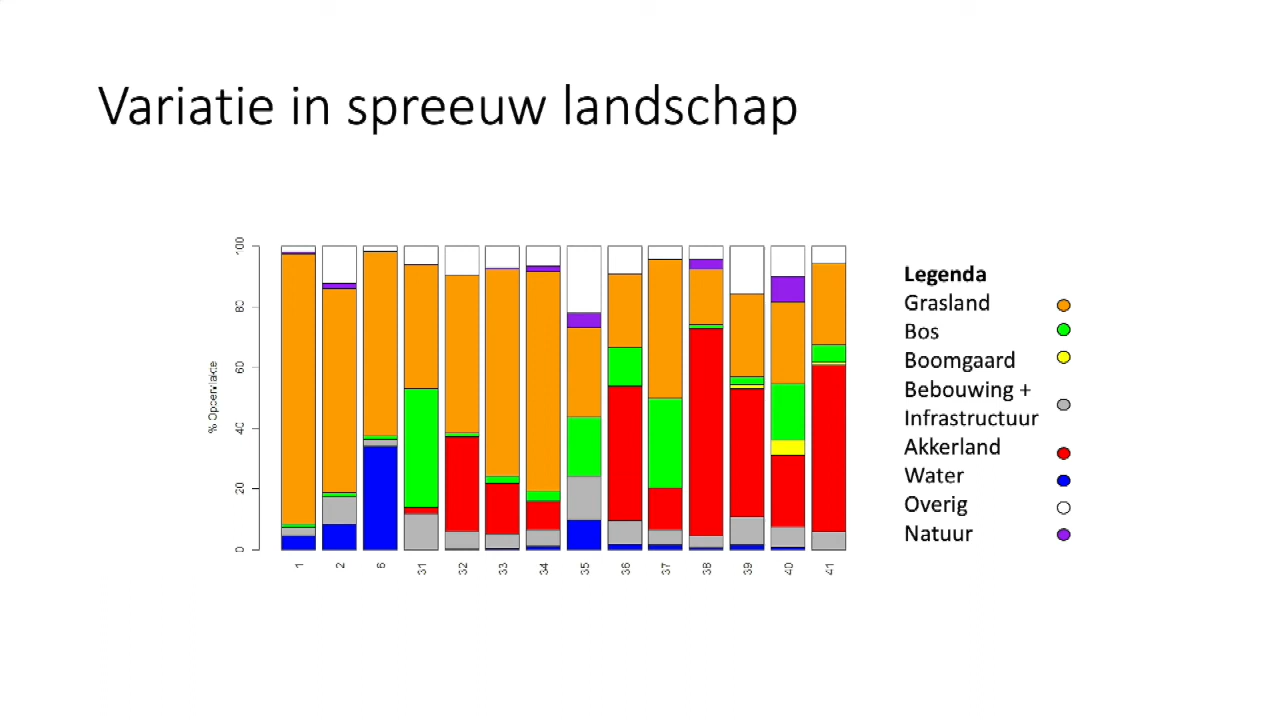 Variatie in spreeuw landschap
% Oppervlakte
100
80
60
40
20
0
1 2 6 31 32 33 34 35 36 37 38 39 40 41
Legenda
Grasland
Bos
Boomgaard
Bebouwing +
Infrastructuur
Akkerland
Water
Overig
Natuur